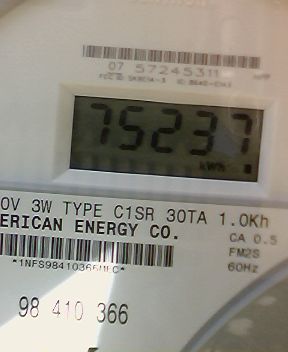 07 57245311
75237
kWh
0V 3W TYPE C1SR 30TA 1.0Kh
ERICAN ENERGY CO.
CA 0.5
FM2S
60Hz
*1NFS98410366MEC*
98 410 366